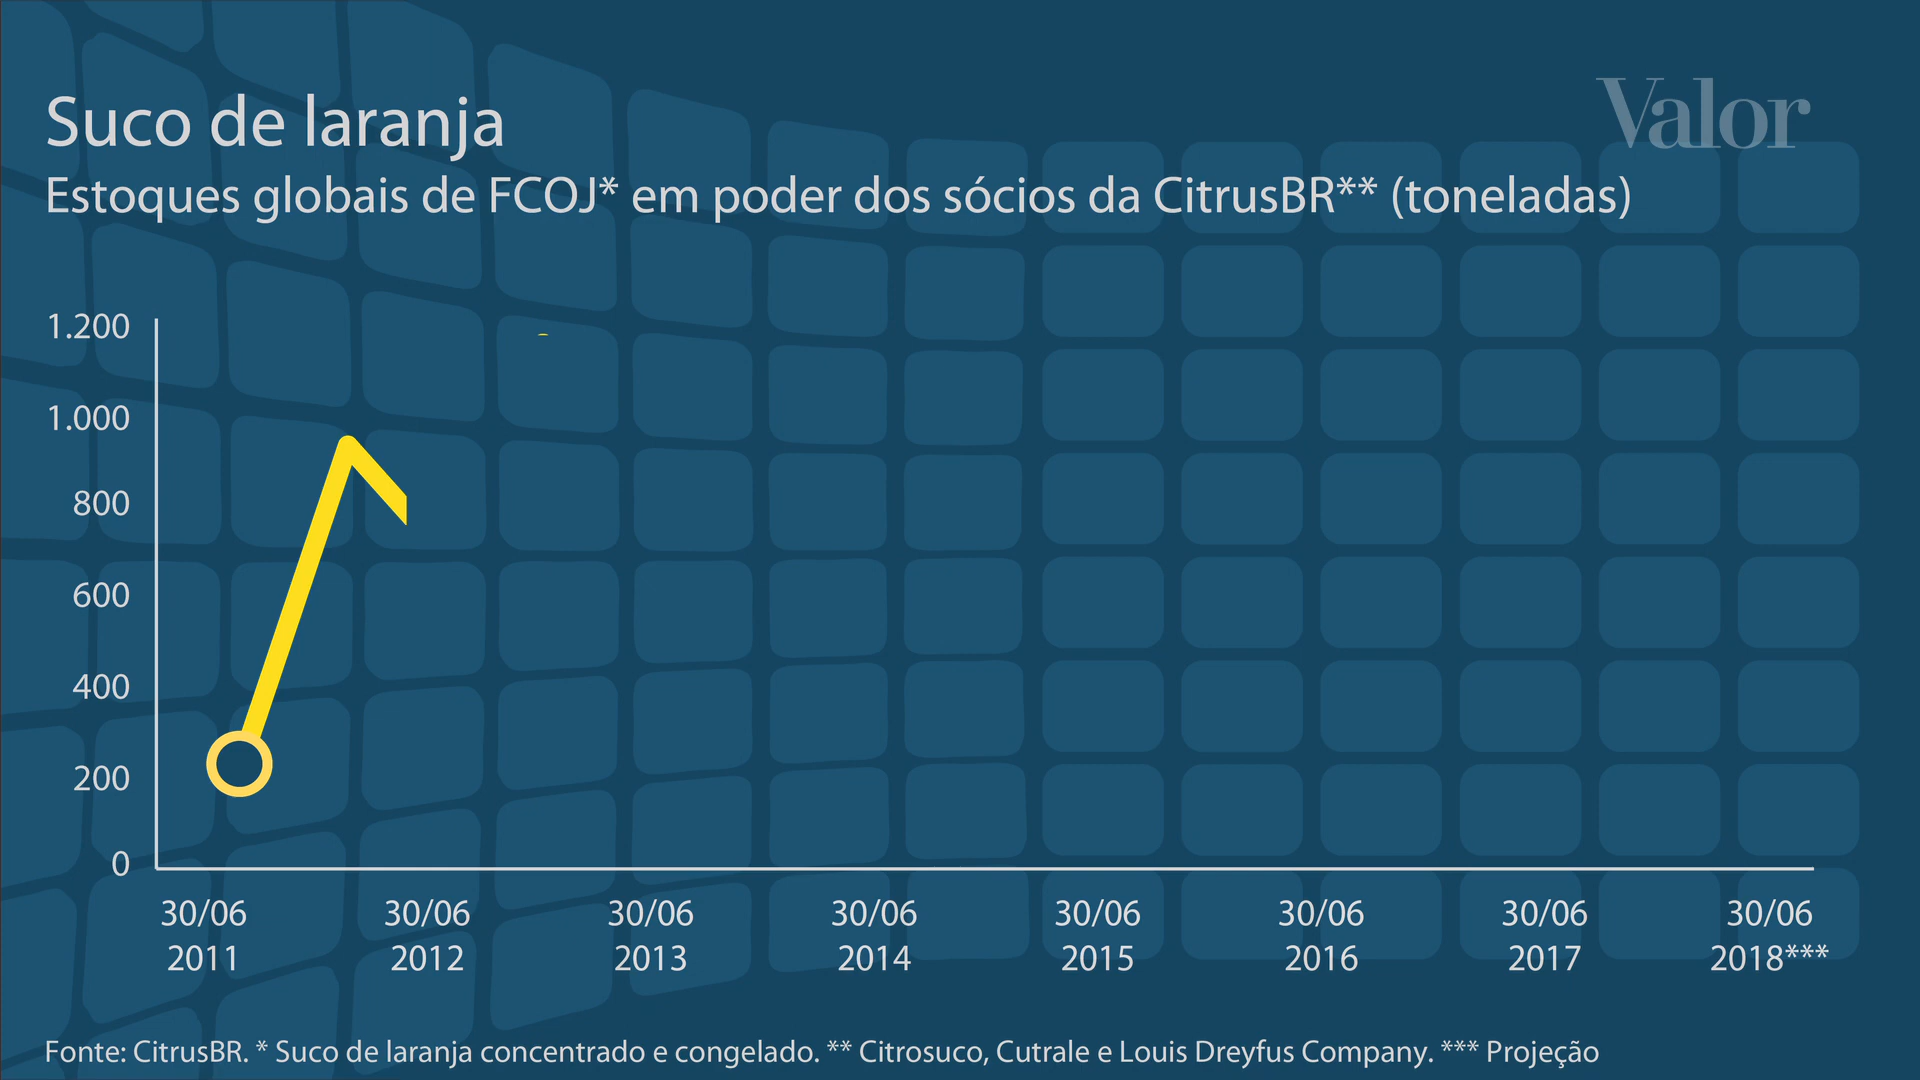 Valor
Suco de laranja
Estoques globais de FCOJ* em poder dos sócios da CitrusBR** (toneladas)
1.200
1.000
800
600
400
200
0
30/06 30/06 30/06 30/06 30/06 30/06 30/06 30/06
2011 2012 2013 2014 2015 2016 2017 2018***
Fonte: CitrusBR. * Suco de laranja concentrado e congelado. ** Citrosuco, Cutrale e Louis Dreyfus Company. *** Projeção